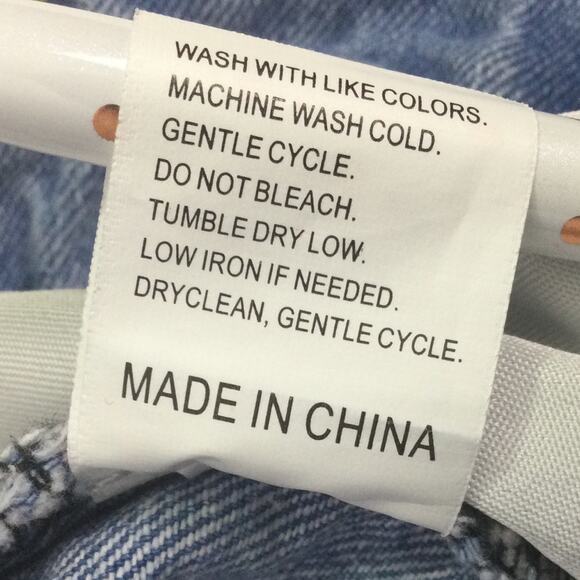 WASH WITH LIKE COLORS.
MACHINE WASH COLD.
GENTLE CYCLE.
DO NOT BLEACH.
TUMBLE DRY LOW.
LOW IRON IF NEEDED.
DRYCLEAN, GENTLE CYCLE.
MADE IN CHINA